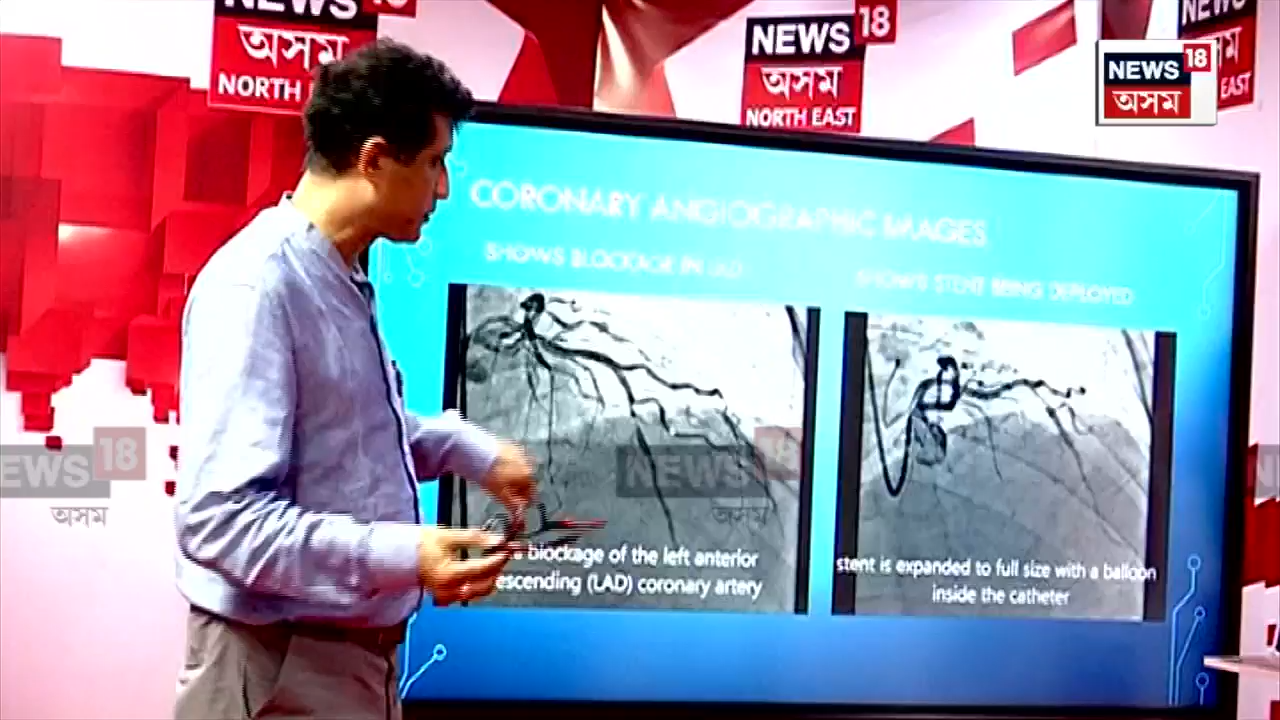 NEWS 18
অসম
NORTH
NEWS 18
অসম
NORTH EAST
NEWS
EAST
NEWS 18
অসম
CORONARY ANGIOGRAPHIC IMAGES
SHOWS BLOCKAGE IN LAD
SHOWS STENT BEING DEPLOYED
blockage of the left anterior
escending (LAD) coronary artery
stent is expanded to full size with a balloon
inside the catheter
EWS 18
অসম
NEWS 18
অসম